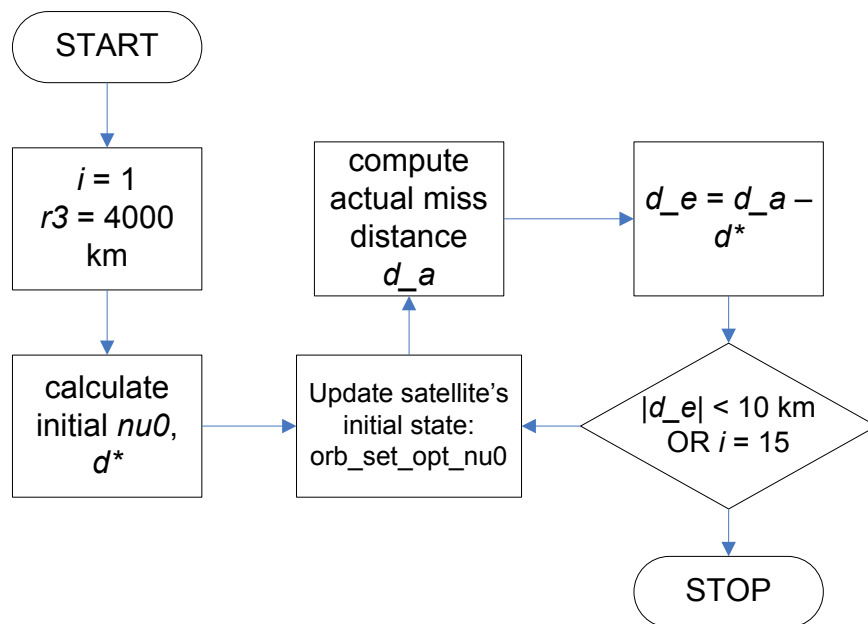 START
i = 1
r3 = 4000
km
calculate
initial nu0,
d*
Update satellite’s
initial state:
orb_set_opt_nu0
compute
actual miss
distance
d_a
d_e = d_a –
d*
|d_e| < 10 km
OR i = 15
STOP